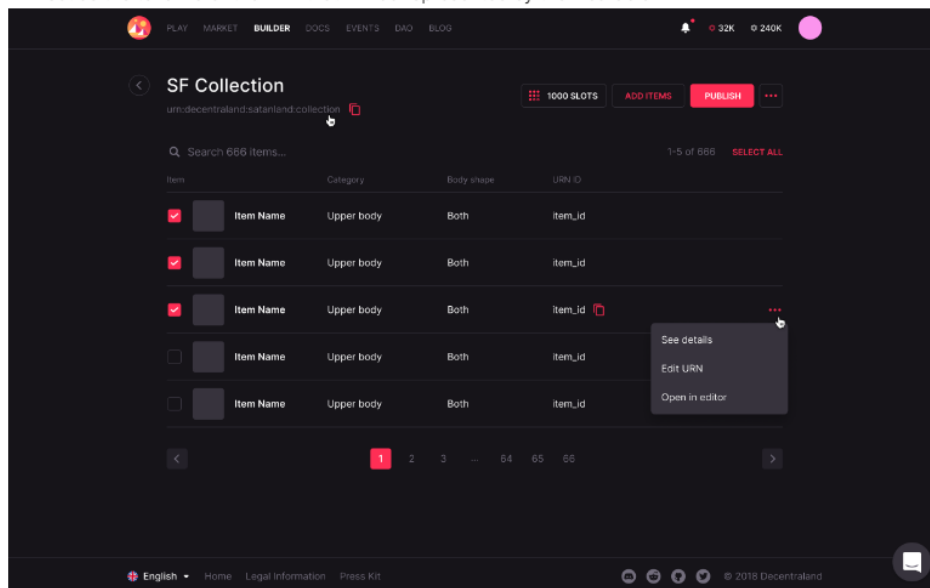 PLAY MARKET BUILDER DOCS EVENTS DAO BLOG 32K 240K
SF Collection
1000 SLOTS ADD ITEMS PUBLISH
urn:decentraland:satanland:collection
Search 666 items... 1-5 of 666 SELECT ALL
Item Category Body shape URN ID
Item Name Upper body Both item_id
Item Name Upper body Both item_id
Item Name Upper body Both item_id
See details
Item Name Upper body Both item_id
Edit URN
Open in editor
Item Name Upper body Both item_id
1 2 3 ... 64 65 66
English Home Legal Information Press Kit © 2018 Decentraland